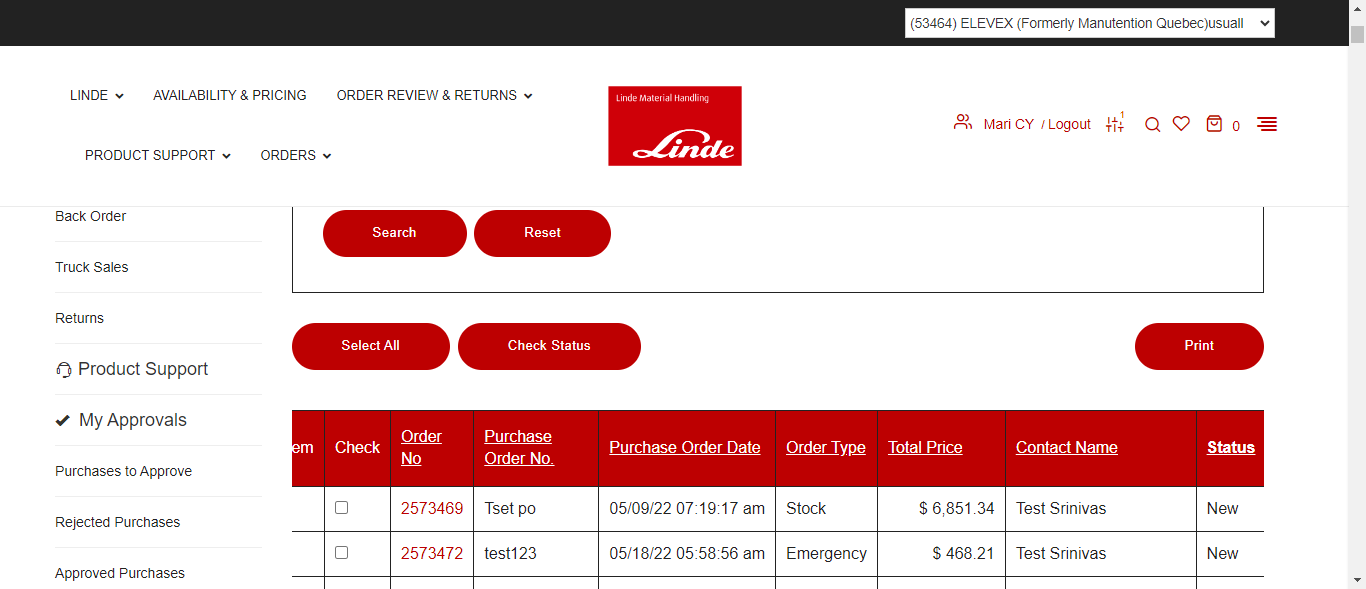 (53464) ELEVEX (Formerly Manutention Quebec)usuall
LINDE
AVAILABILITY & PRICING
ORDER REVIEW & RETURNS
PRODUCT SUPPORT
ORDERS
Linde Material Handling
Linde
Mari CY / Logout
1
0
Back Order
Truck Sales
Returns
Product Support
My Approvals
Purchases to Approve
Rejected Purchases
Approved Purchases
Search
Reset
Select All
Check Status
Print
em
Check
Order
No
Purchase
Order No.
Purchase Order Date
Order Type
Total Price
Contact Name
Status
2573469 Tset po 05/09/22 07:19:17 am Stock $ 6,851.34 Test Srinivas New
2573472 test123 05/18/22 05:58:56 am Emergency $ 468.21 Test Srinivas New